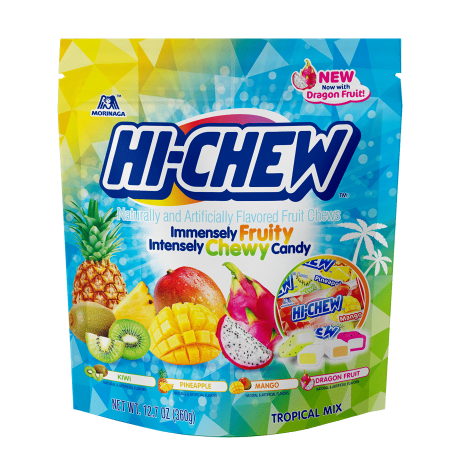 NEW
Now with
Dragon Fruit!
MORINAGA
HI-CHEW
™
Naturally and Artificially Flavored Fruit Chews
Immensely Fruity
Intensely Chewy Candy
Pineapple
HI-CHEW
Mango
KIWI
PINEAPPLE
MANGO
DRAGON FRUIT
NET WT. 12.7 OZ (360g)
TROPICAL MIX